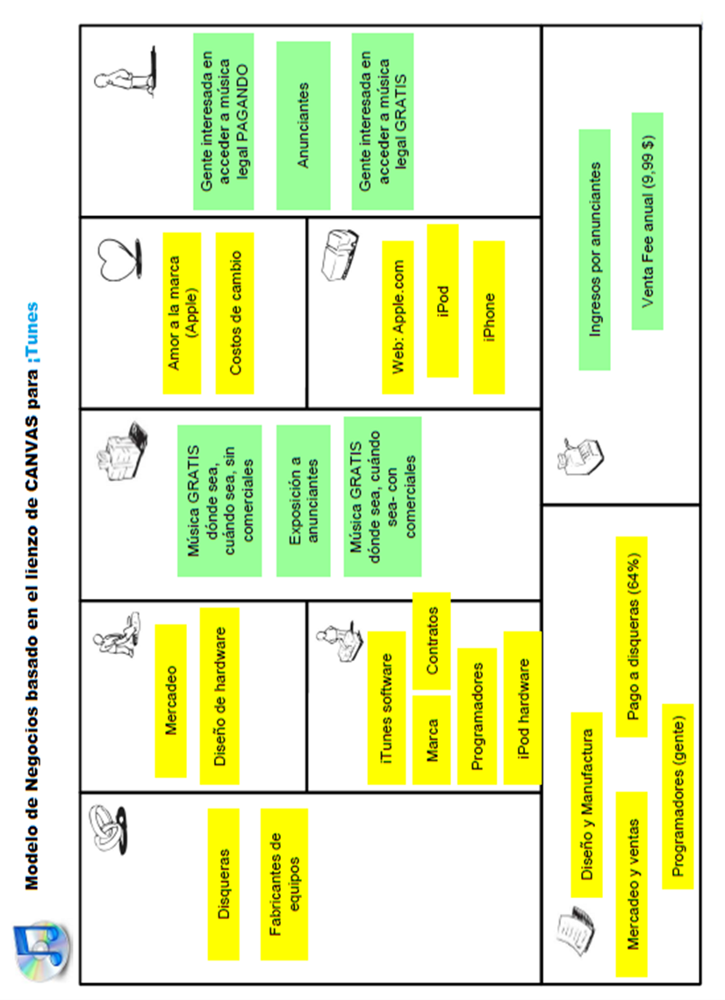 Modelo de Negocios basado en el lienzo de CANVAS para ¡Tunes
Disqueras
Fabricantes de
equipos
Mercadeo
Diseño de hardware
iTunes software
Marca
Contratos
Programadores
iPod hardware
Música GRATIS
dónde sea,
cuándo sea, sin
comerciales
Exposición a
anunciantes
Música GRATIS
dónde sea, cuándo
sea- con
comerciales
Amor a la marca
(Apple)
Costos de cambio
Web: Apple.com
iPod
iPhone
Gente interesada en
acceder a música
legal PAGANDO
Anunciantes
Gente interesada en
acceder a música
legal GRATIS
Diseño y Manufactura
Mercadeo y ventas
Pago a disqueras (64%)
Programadores (gente)
Ingresos por anunciantes
Venta Fee anual (9,99 $)